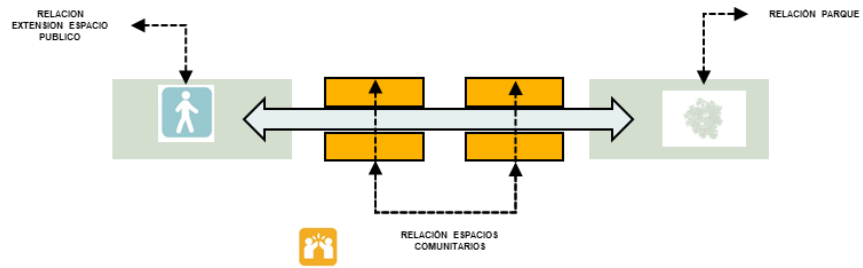 RELACION
EXTENSION ESPACIO
PUBLICO
RELACIÓN PARQUE
RELACIÓN ESPACIOS
COMUNITARIOS